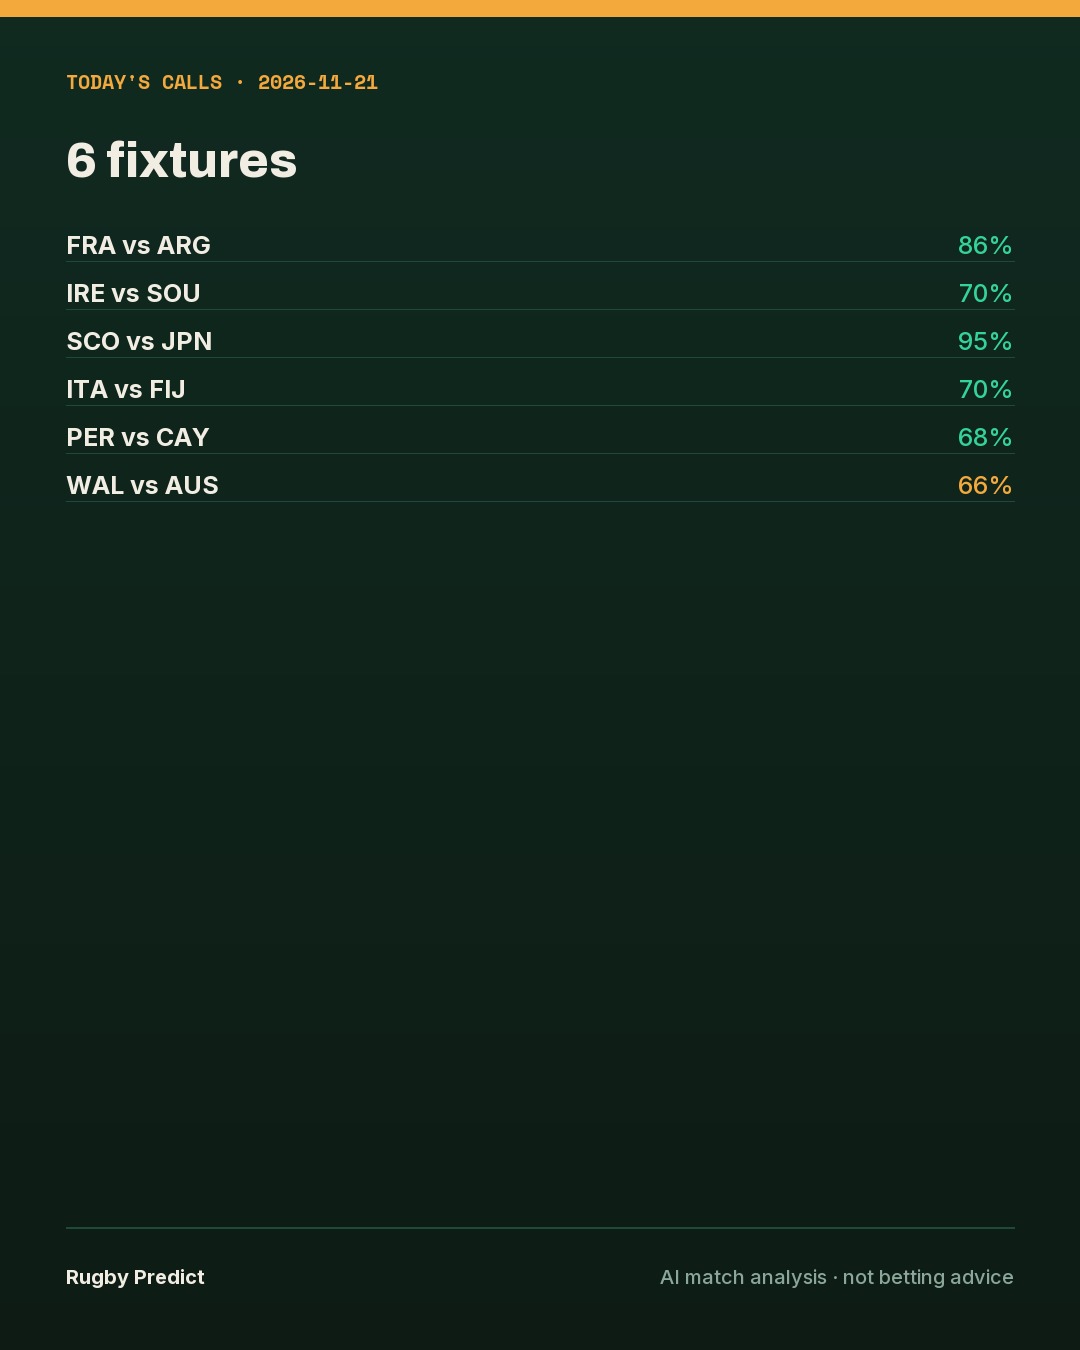 TODAY'S CALLS · 2026-11-21
6 fixtures
FRA vs ARG 86%
IRE vs SOU 70%
SCO vs JPN 95%
ITA vs FIJ 70%
PER vs CAY 68%
WAL vs AUS 66%
Rugby Predict AI match analysis · not betting advice